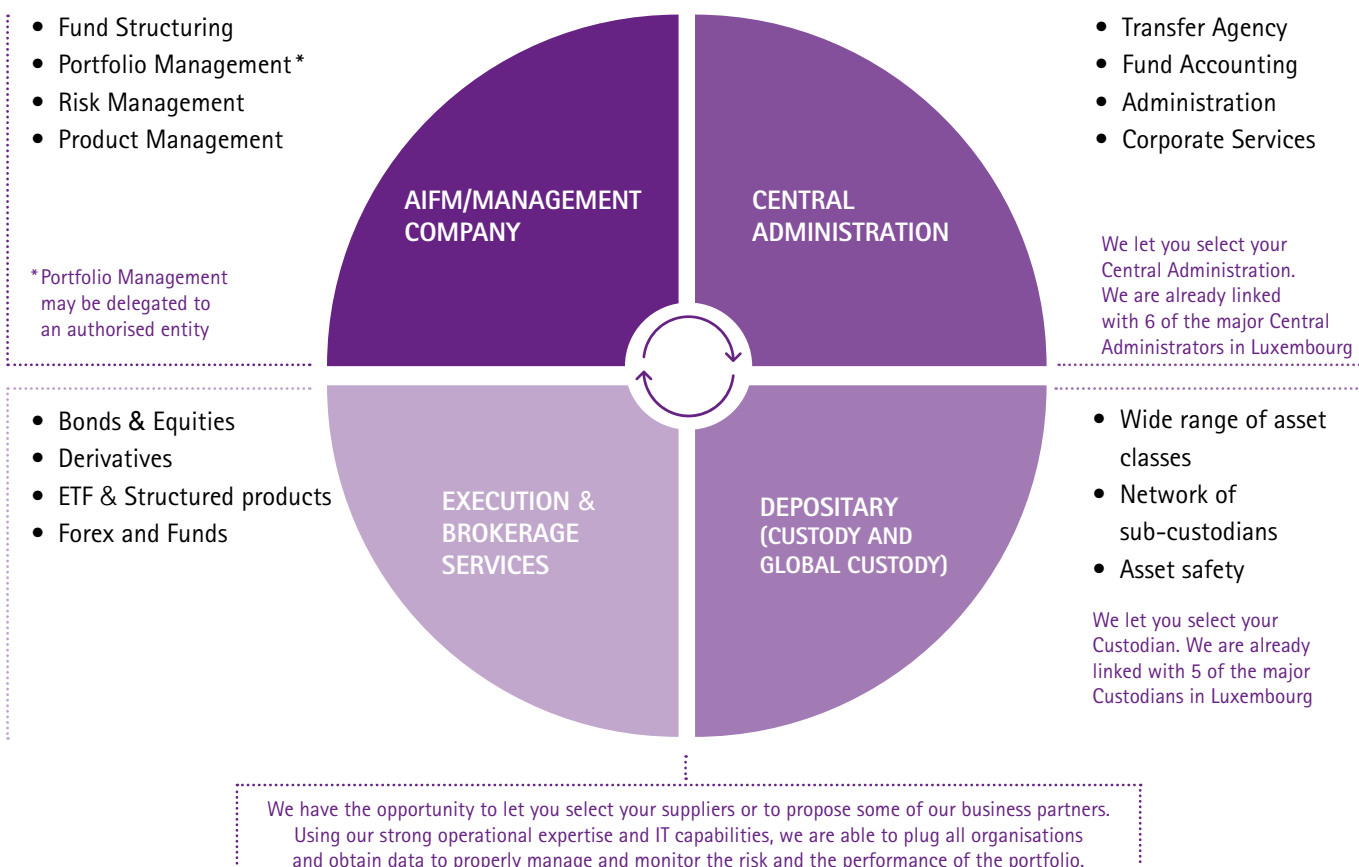 • Fund Structuring
• Portfolio Management*
• Risk Management
• Product Management
*Portfolio Management
may be delegated to
an authorised entity
AIFM/MANAGEMENT
COMPANY
CENTRAL
ADMINISTRATION
• Transfer Agency
• Fund Accounting
• Administration
• Corporate Services
We let you select your
Central Administration.
We are already linked
with 6 of the major Central
Administrators in Luxembourg
• Bonds & Equities
• Derivatives
• ETF & Structured products
• Forex and Funds
EXECUTION &
BROKERAGE
SERVICES
DEPOSITARY
(CUSTODY AND
GLOBAL CUSTODY)
• Wide range of asset
classes
• Network of
sub-custodians
• Asset safety
We let you select your
Custodian. We are already
linked with 5 of the major
Custodians in Luxembourg
We have the opportunity to let you select your suppliers or to propose some of our business partners.
Using our strong operational expertise and IT capabilities, we are able to plug all organisations
and obtain data to properly manage and monitor the risk and the performance of the portfolio.